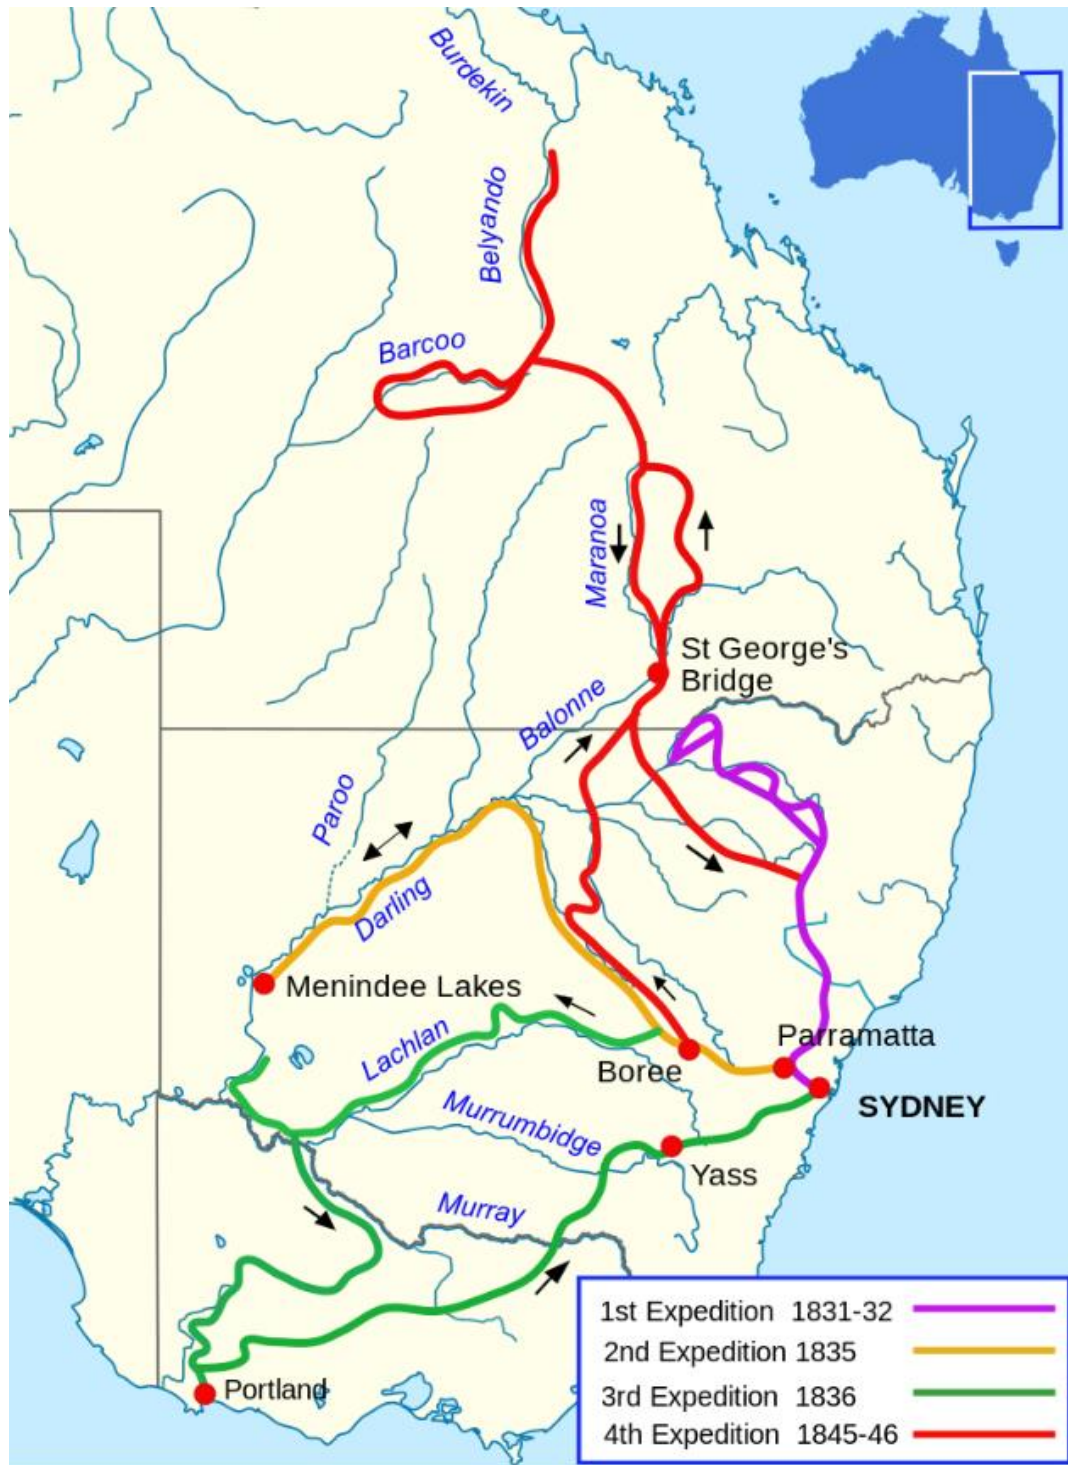 Burdekin
Belyando
Barcoo
Maranoa
St George's
Bridge
Balonne
Paroo
Darling
Menindee Lakes
Lachlan
Parramatta
Boree
SYDNEY
Murrumbidge
Yass
Murray
Portland
1st Expedition 1831-32
2nd Expedition 1835
3rd Expedition 1836
4th Expedition 1845-46